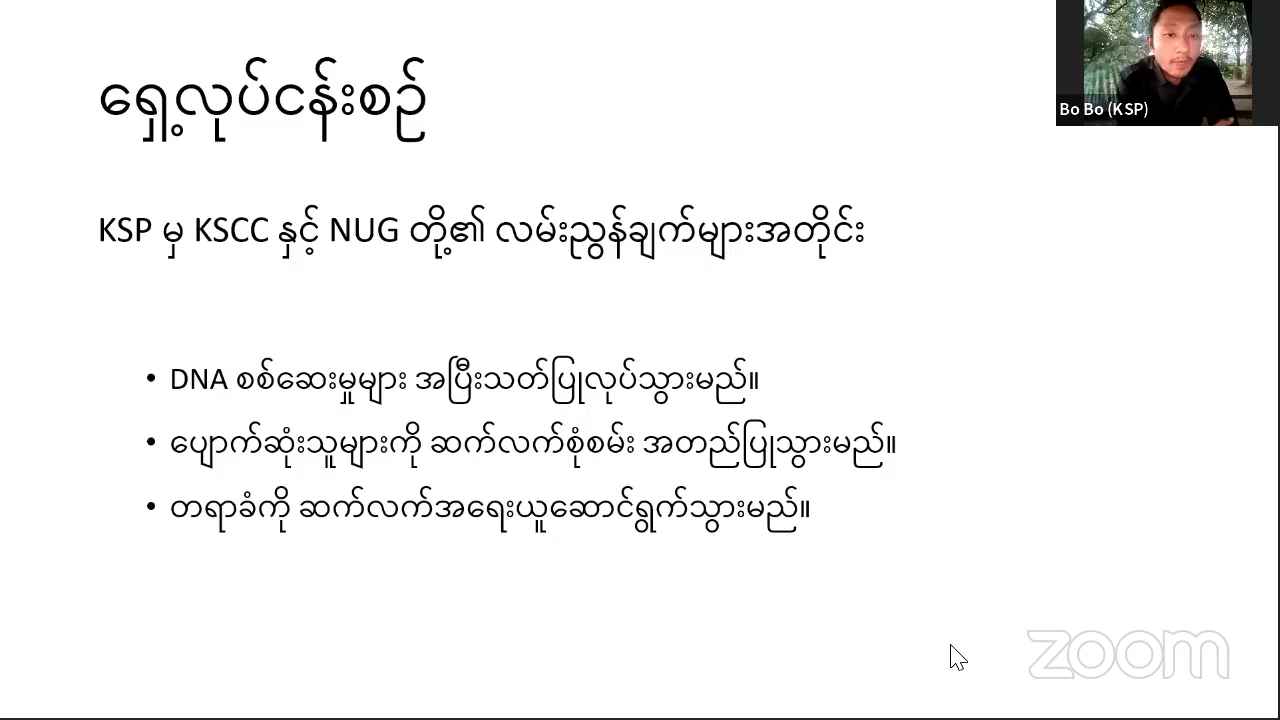 ရှေ့လုပ်ငန်းစဉ်
Bo Bo (KSP)
KSP မှ KSCC နှင့် NUG တို့၏ လမ်းညွှန်ချက်များအတိုင်း
• DNA စစ်ဆေးမှုများ အပြီးသတ်ပြုလုပ်သွားမည်။
• ပျောက်ဆုံးသူများကို ဆက်လက်စုံစမ်း အတည်ပြုသွားမည်။
• တရာခံကို ဆက်လက်အရေးယူဆောင်ရွက်သွားမည်။
zoom